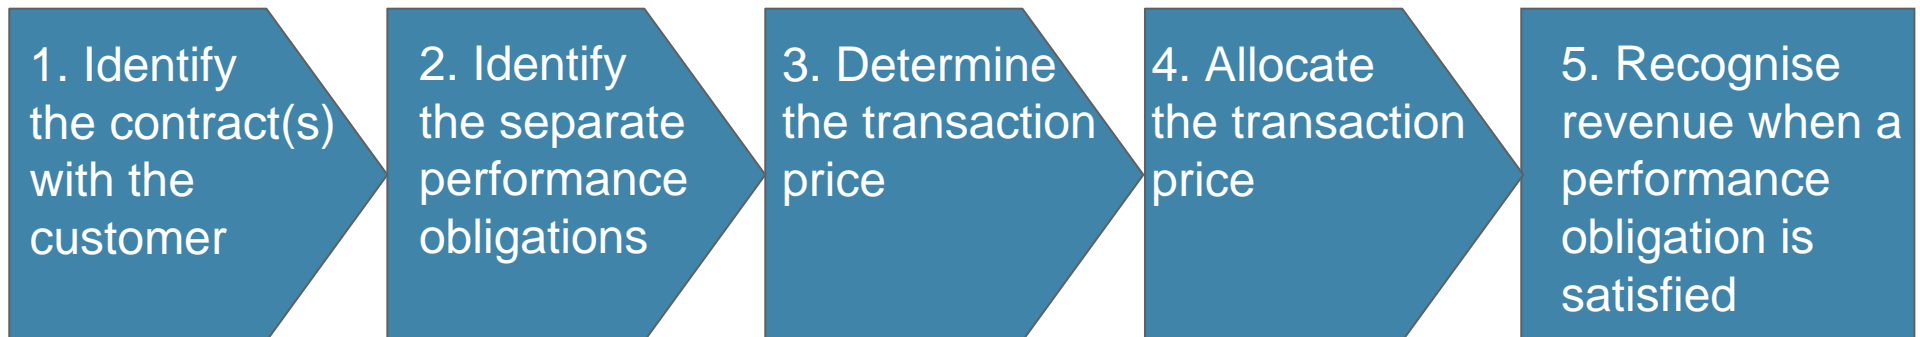 1. Identify
the contract(s)
with the
customer
2. Identify
the separate
performance
obligations
3. Determine
the transaction
price
4. Allocate
the transaction
price
5. Recognise
revenue when a
performance
obligation is
satisfied